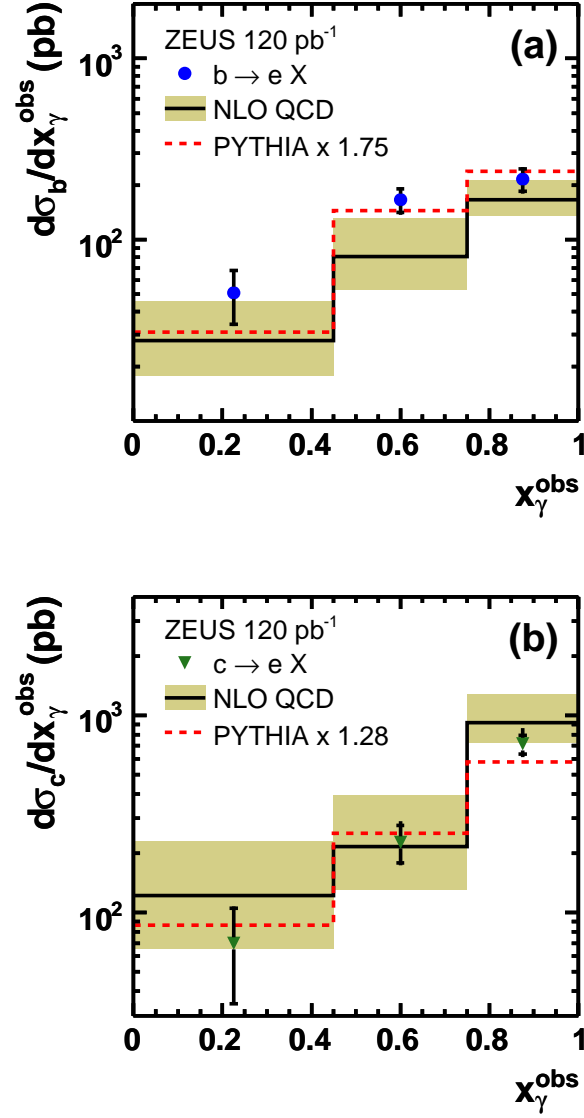 dσb/dxγobs (pb)
10³
10²
ZEUS 120 pb⁻¹
(a)
b → e X
NLO QCD
PYTHIA x 1.75
0 0.2 0.4 0.6 0.8 1
xγobs
dσc/dxγobs (pb)
10³
10²
ZEUS 120 pb⁻¹
(b)
c → e X
NLO QCD
PYTHIA x 1.28
0 0.2 0.4 0.6 0.8 1
xγobs